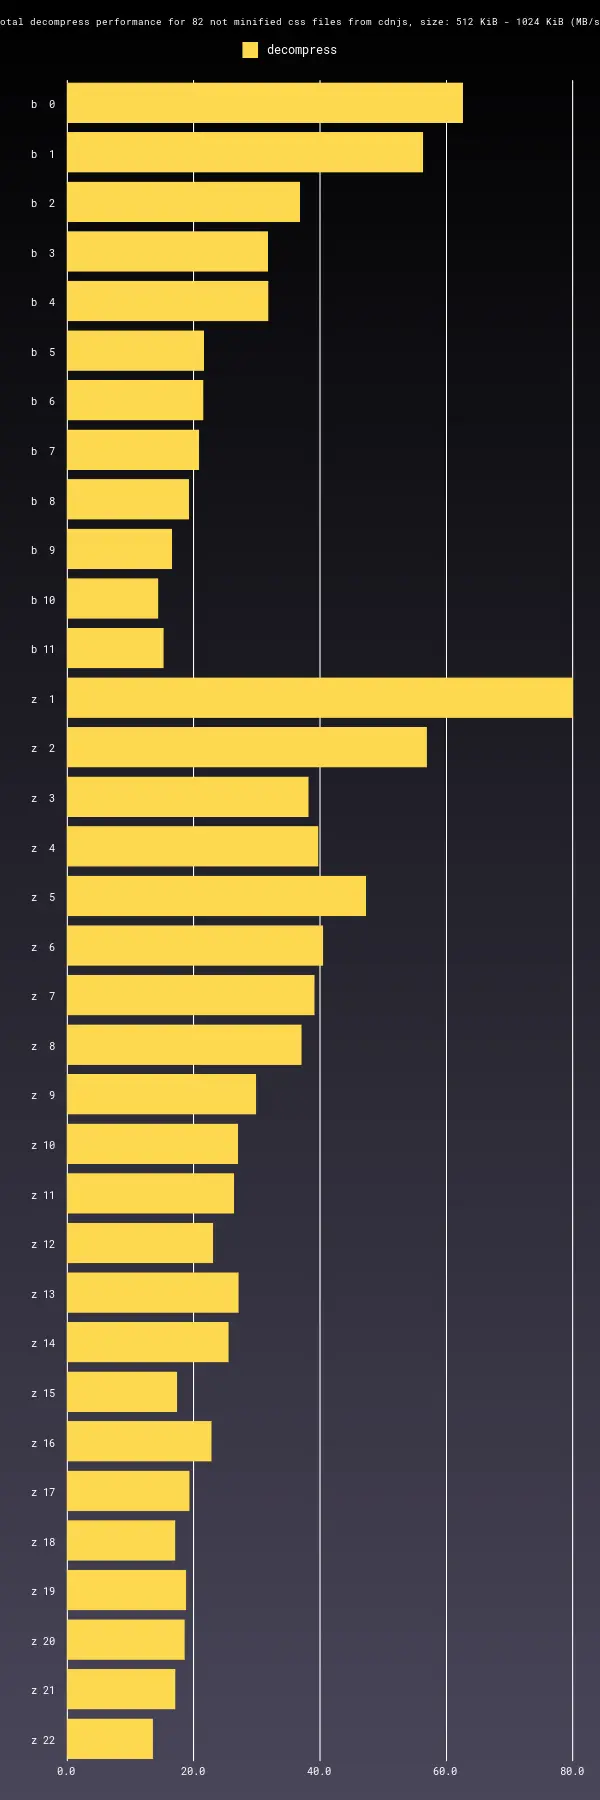 otal decompress performance for 82 not minified css files from cdnjs, size: 512 KiB - 1024 KiB (MB/s
decompress
b 0
b 1
b 2
b 3
b 4
b 5
b 6
b 7
b 8
b 9
b 10
b 11
z 1
z 2
z 3
z 4
z 5
z 6
z 7
z 8
z 9
z 10
z 11
z 12
z 13
z 14
z 15
z 16
z 17
z 18
z 19
z 20
z 21
z 22
0.0 20.0 40.0 60.0 80.0